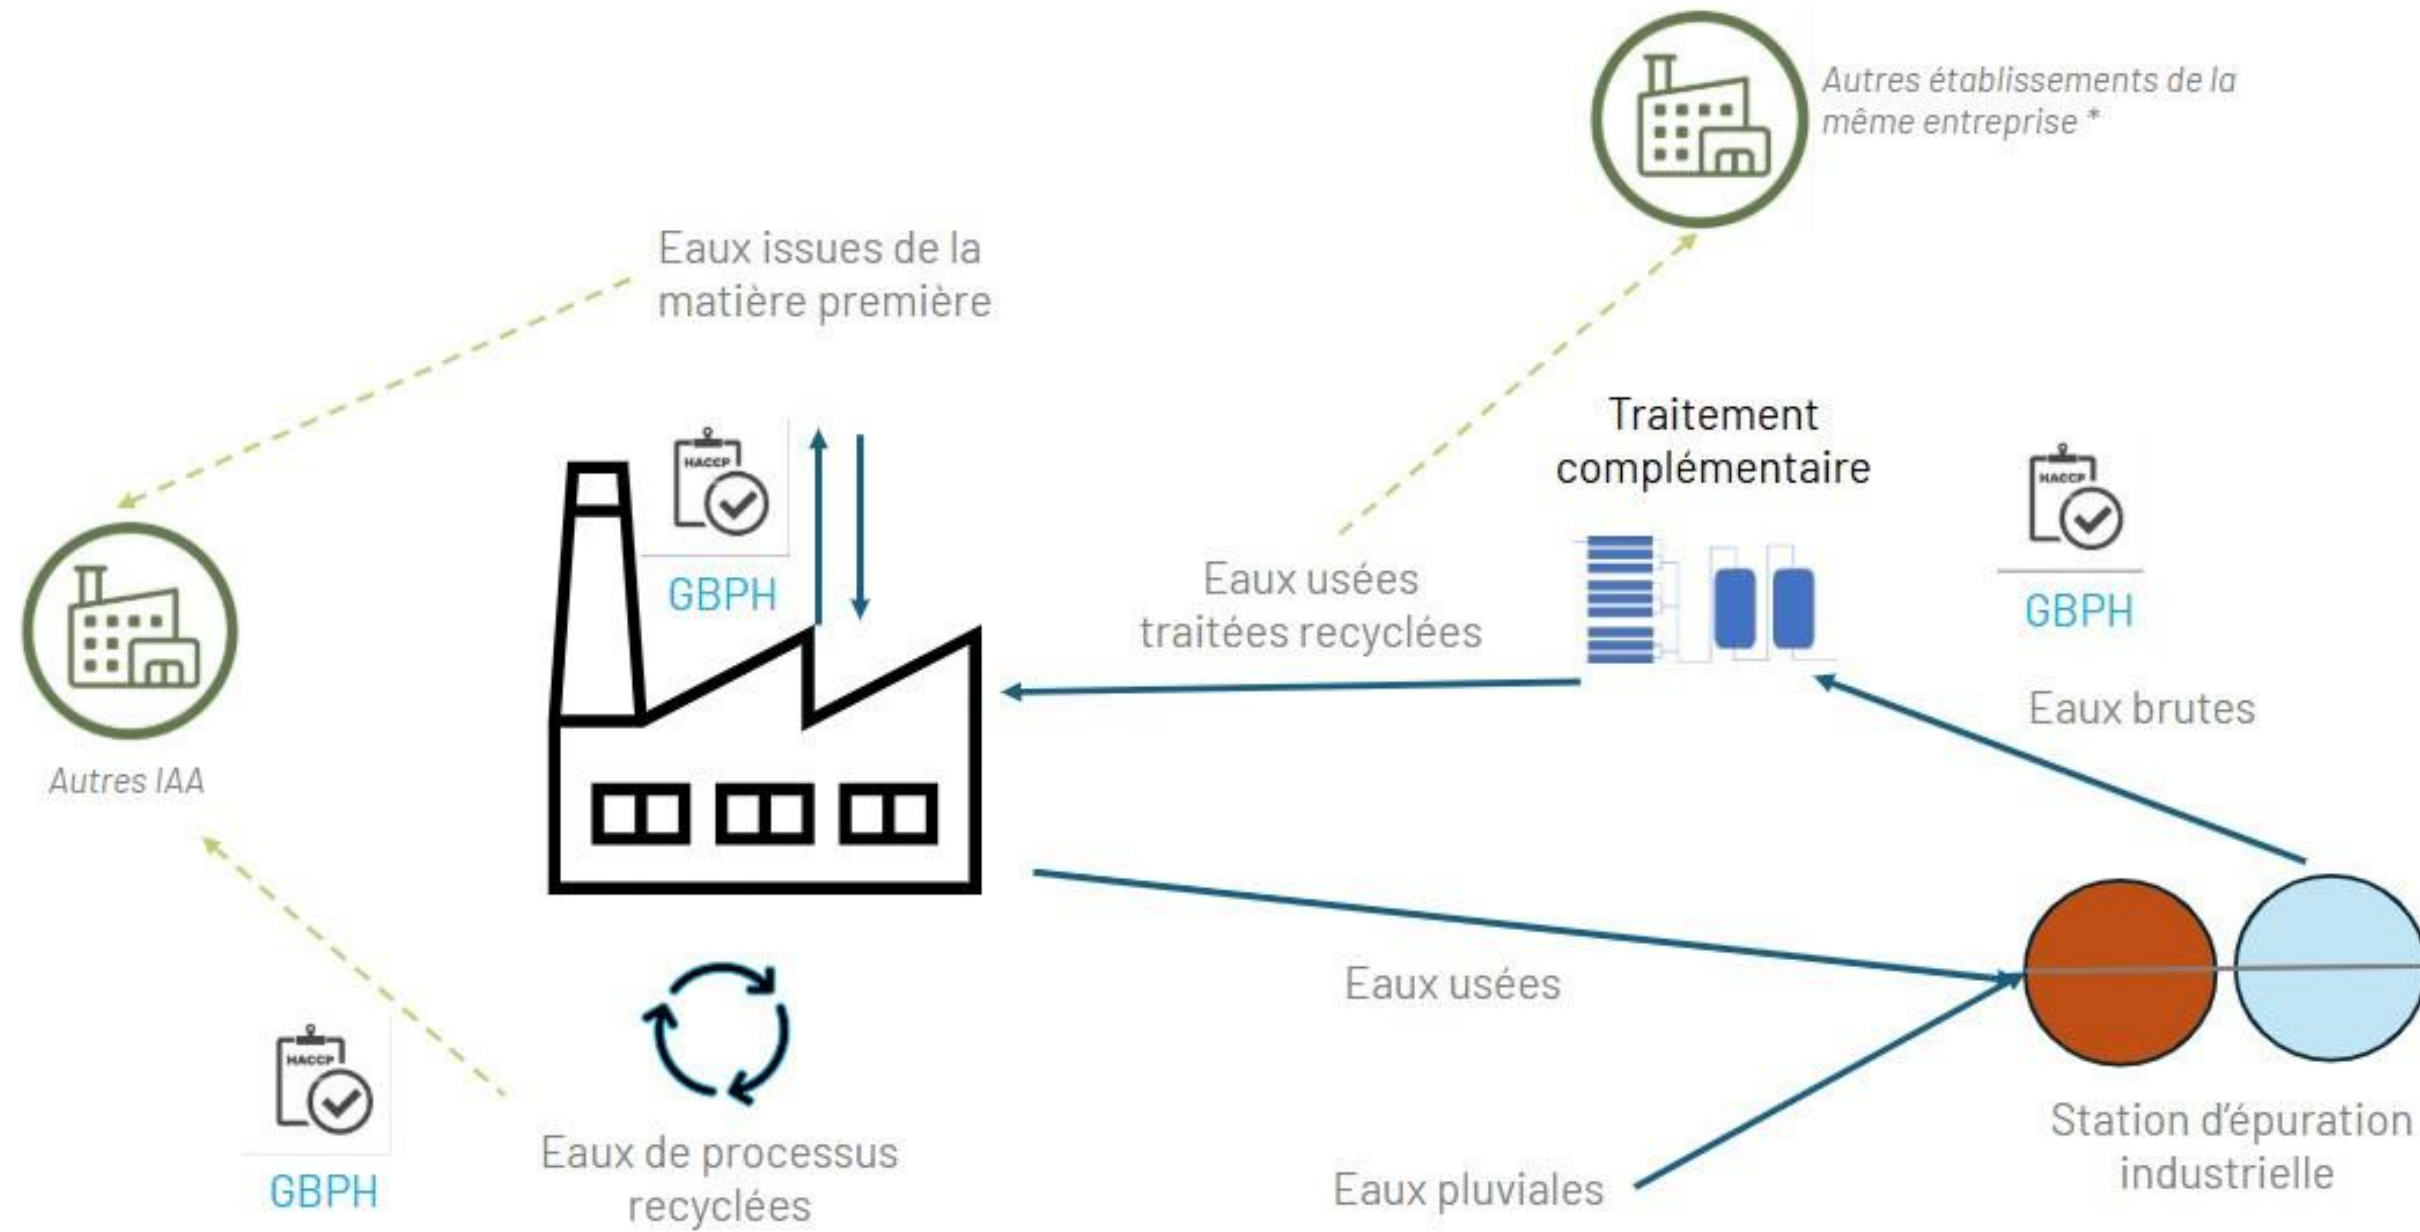 Autres établissements de la
même entreprise *
Eaux issues de la
matière première
Traitement
complémentaire
HACCP
GBPH
HACCP
GBPH
Eaux usées
traitées recyclées
Eaux brutes
Autres IAA
Eaux usées
HACCP
GBPH
Eaux de processus
recyclées
Eaux pluviales
Station d'épuration
industrielle